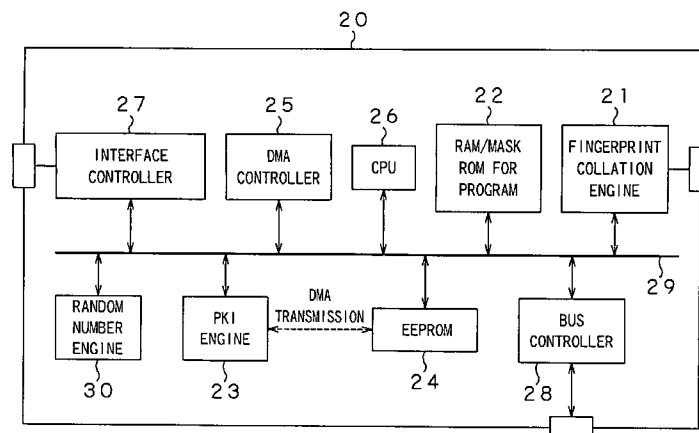 20
27
25
26
22
21
INTERFACE
CONTROLLER
DMA
CONTROLLER
CPU
RAM/MASK
ROM FOR
PROGRAM
FINGERPRINT
COLLATION
ENGINE
29
RANDOM
NUMBER
ENGINE
PKI
ENGINE
DMA
TRANSMISSION
EEPROM
BUS
CONTROLLER
30
23
24
28